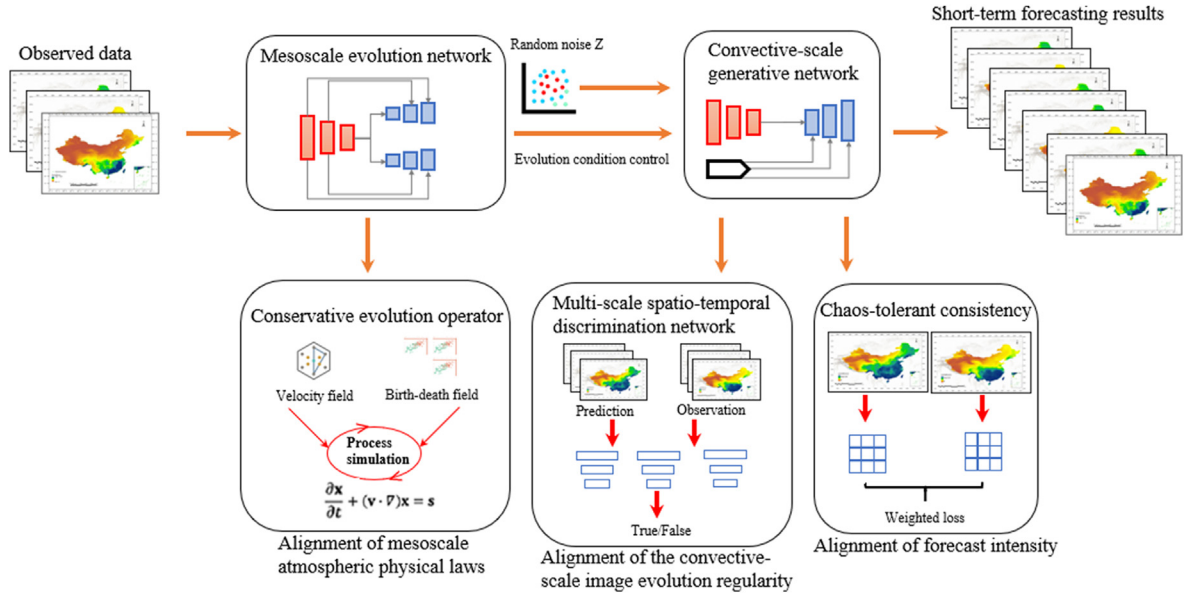 Observed data
Mesoscale evolution network
Random noise Z
Evolution condition control
Convective-scale
generative network
Short-term forecasting results
Conservative evolution operator
Velocity field
Birth-death field
Process
simulation
∂x/∂t + (v · ∇)x = s
Alignment of mesoscale
atmospheric physical laws
Multi-scale spatio-temporal
discrimination network
Prediction
Observation
True/False
Alignment of the convective-
scale image evolution regularity
Chaos-tolerant consistency
Weighted loss
Alignment of forecast intensity